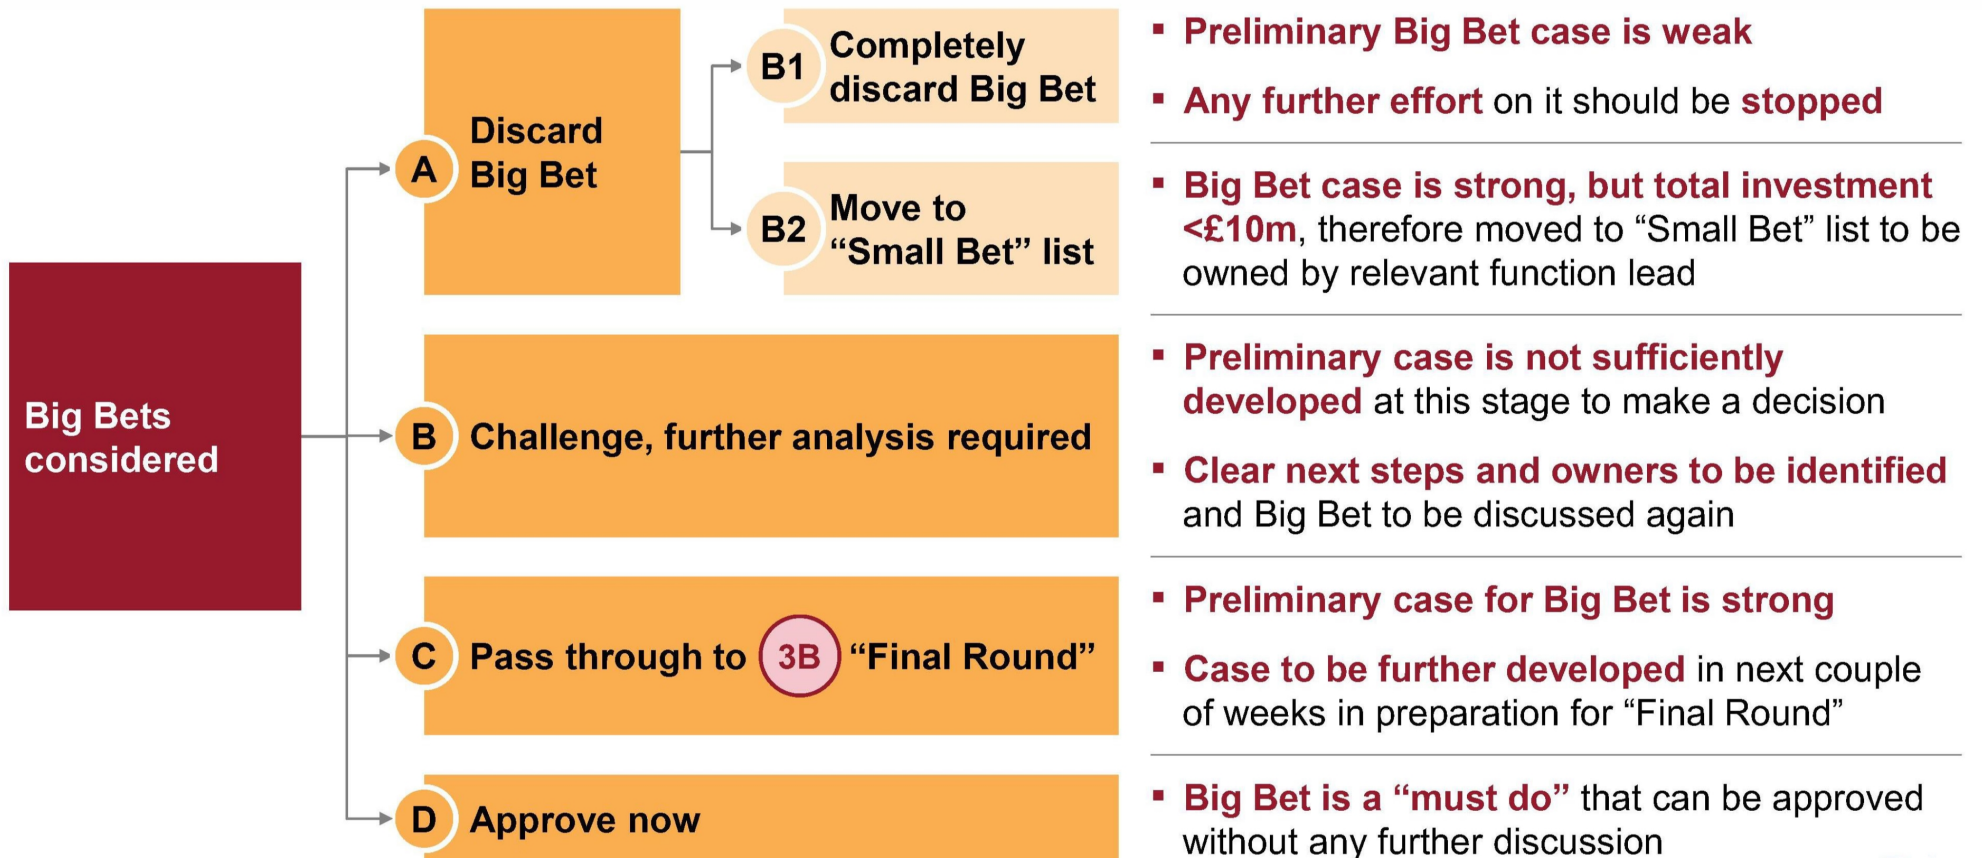 Big Bets
considered
A
Discard
Big Bet
B1
Completely
discard Big Bet
▪ Preliminary Big Bet case is weak
▪ Any further effort on it should be stopped
B2
Move to
“Small Bet” list
▪ Big Bet case is strong, but total investment
<£10m, therefore moved to “Small Bet” list to be
owned by relevant function lead
B
Challenge, further analysis required
▪ Preliminary case is not sufficiently
developed at this stage to make a decision
▪ Clear next steps and owners to be identified
and Big Bet to be discussed again
C
Pass through to 3B “Final Round”
▪ Preliminary case for Big Bet is strong
▪ Case to be further developed in next couple
of weeks in preparation for “Final Round”
D
Approve now
▪ Big Bet is a “must do” that can be approved
without any further discussion